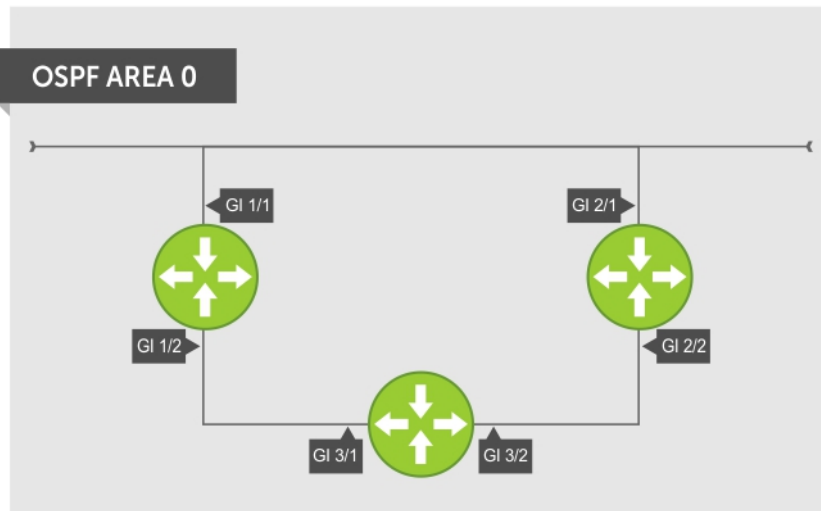 OSPF AREA 0
GI 1/1
GI 2/1
GI 1/2
GI 2/2
GI 3/1
GI 3/2